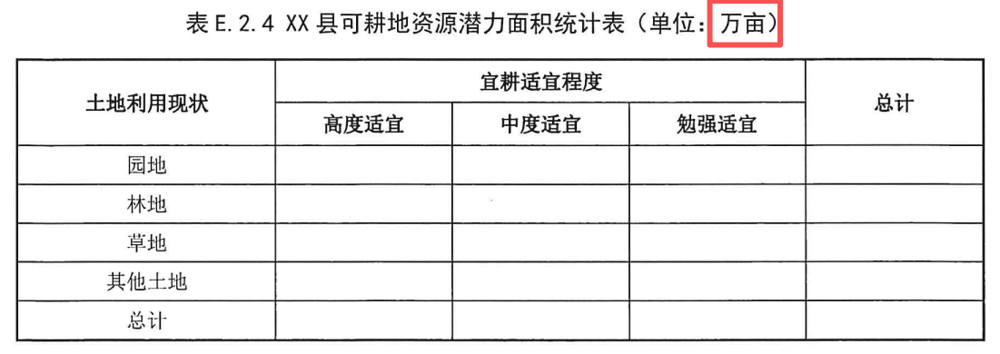 表 E.2.4 XX 县可耕地资源潜力面积统计表（单位：万亩）
土地利用现状 宜耕适宜程度 总计
高度适宜 中度适宜 勉强适宜
园地
林地
草地
其他土地
总计